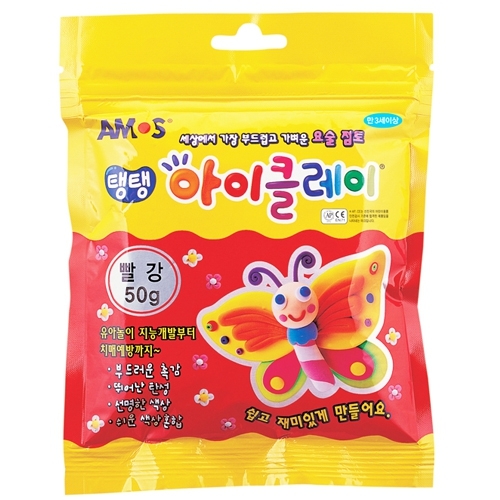 AMOS
세상에서 가장 부드럽고 가벼운 요술 점토
만 3세이상
탱탱 아이클레이
빨강
50g
유아놀이 지능개발부터
치매예방까지~
· 부드러운 촉감
· 뛰어난 탄성
· 선명한 색상
· 쉬운 색상혼합
쉽고 재미있게 만들어요.